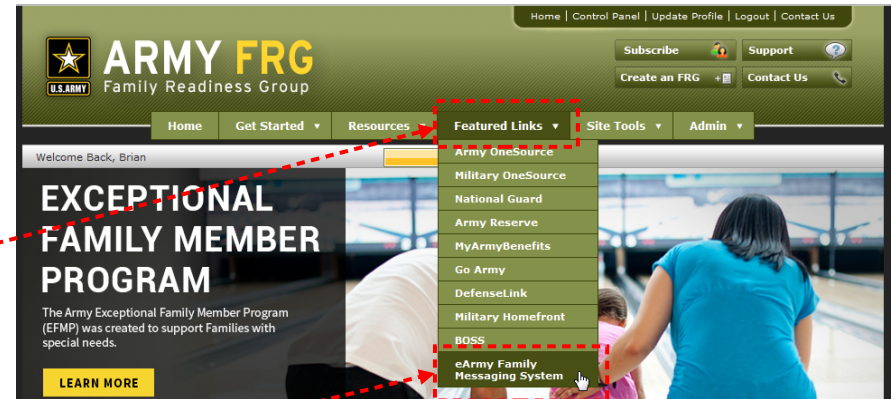 Home | Control Panel | Update Profile | Logout | Contact Us
U.S.ARMY
ARMY FRG
Family Readiness Group
Subscribe
Support
Create an FRG
Contact Us
Home
Get Started
Resources
Featured Links
Site Tools
Admin
Welcome Back, Brian
Army OneSource
Military OneSource
National Guard
Army Reserve
MyArmyBenefits
Go Army
DefenseLink
Military Homefront
BOSS
eArmy Family
Messaging System
EXCEPTIONAL
FAMILY MEMBER
PROGRAM
The Army Exceptional Family Member Program
(EFMP) was created to support Families with
special needs.
LEARN MORE